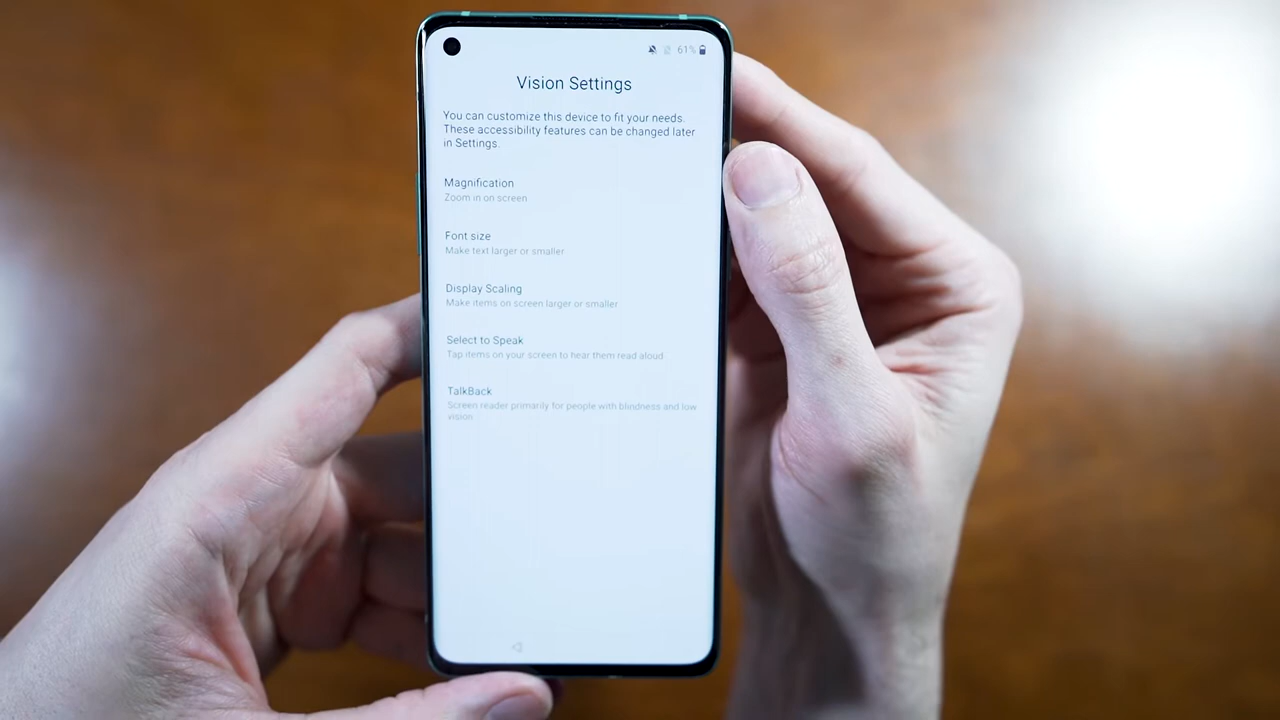 61%
Vision Settings
You can customize this device to fit your needs.
These accessibility features can be changed later
in Settings.
Magnification
Zoom in on screen
Font size
Make text larger or smaller
Display Scaling
Make items on screen larger or smaller
Select to Speak
Tap items on your screen to hear them read aloud
TalkBack
Screen reader primarily for people with blindness and low
vision